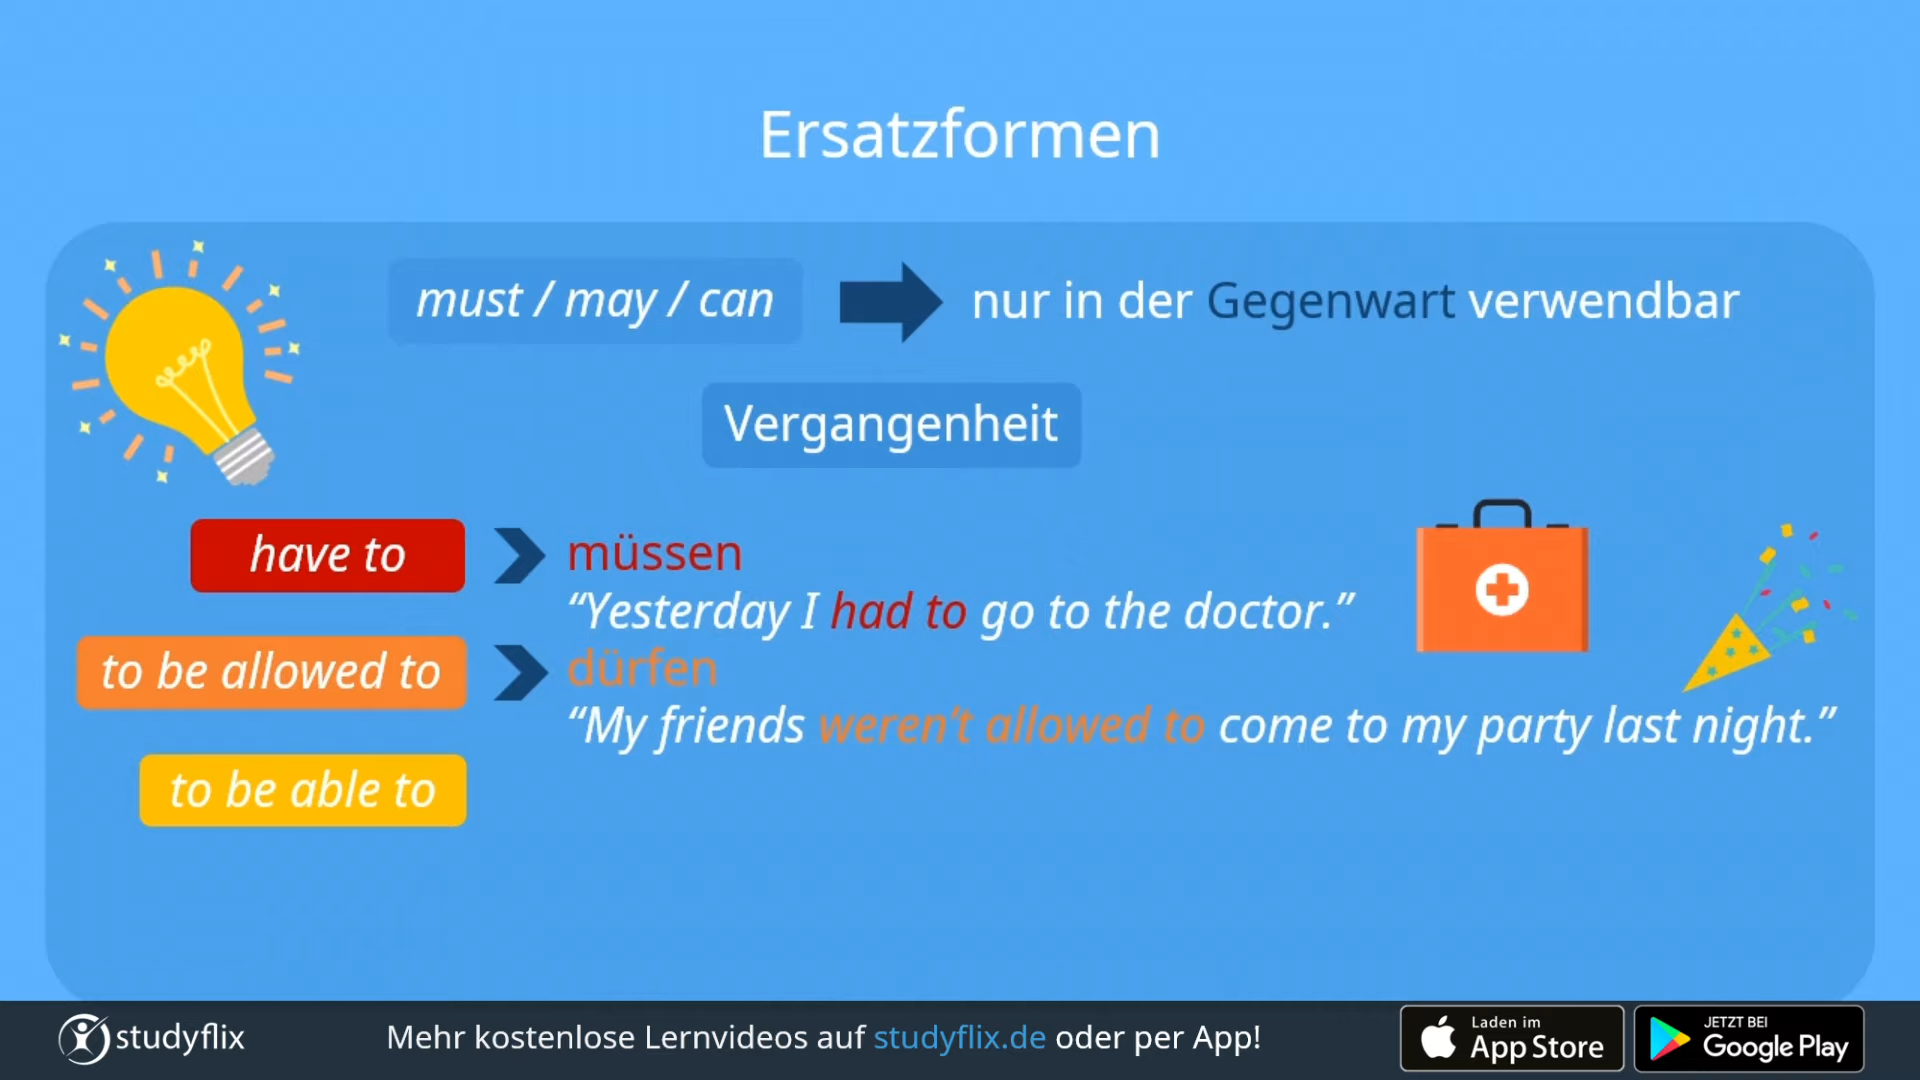 Ersatzformen
must / may / can
nur in der Gegenwart verwendbar
Vergangenheit
have to
müssen
“Yesterday I had to go to the doctor.”
to be allowed to
dürfen
“My friends weren’t allowed to come to my party last night.”
to be able to
studyflix
Mehr kostenlose Lernvideos auf studyflix.de oder per App!
Laden im
App Store
JETZT BEI
Google Play